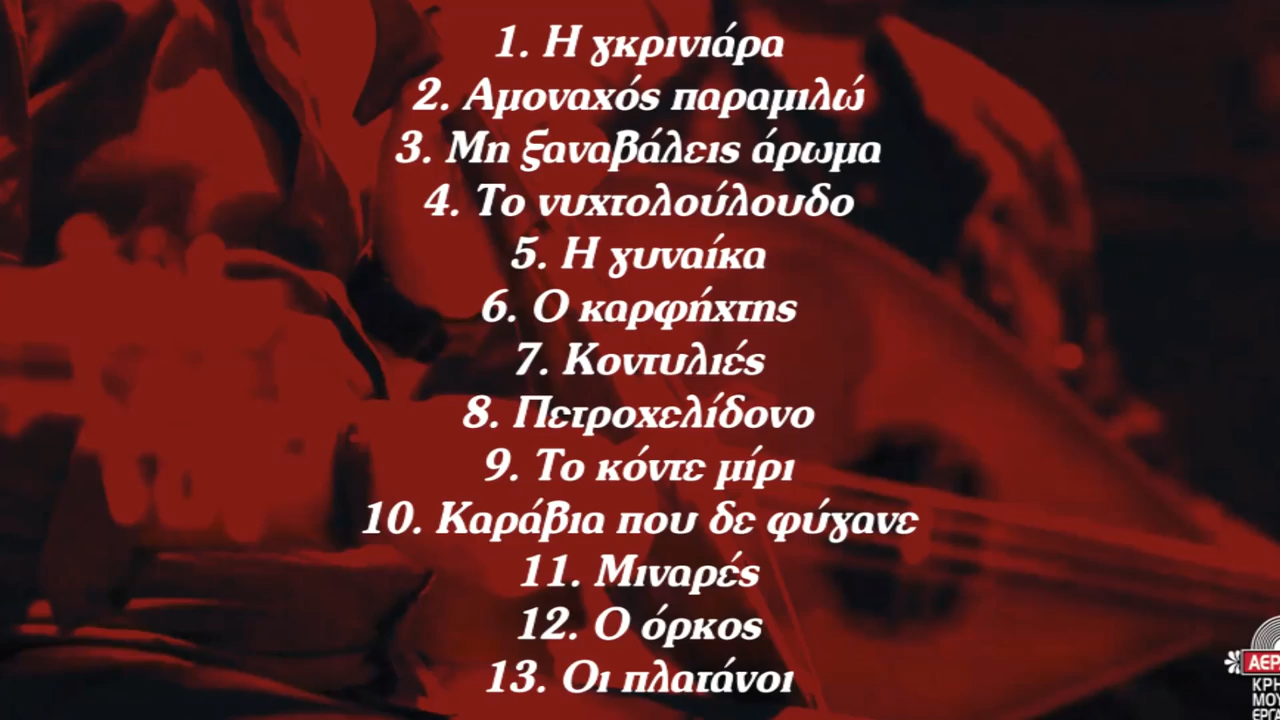 1. Η γκρινιάρα
2. Αμοναχός παραμιλώ
3. Μη ξαναβάλεις άρωμα
4. Το νυχτολούλουδο
5. Η γυναίκα
6. Ο καρφήχτης
7. Κοντυλιές
8. Πετροχελίδονο
9. Το κόντε μίρι
10. Καράβια που δε φύγανε
11. Μιναρές
12. Ο όρκος
13. Οι πλατάνοι